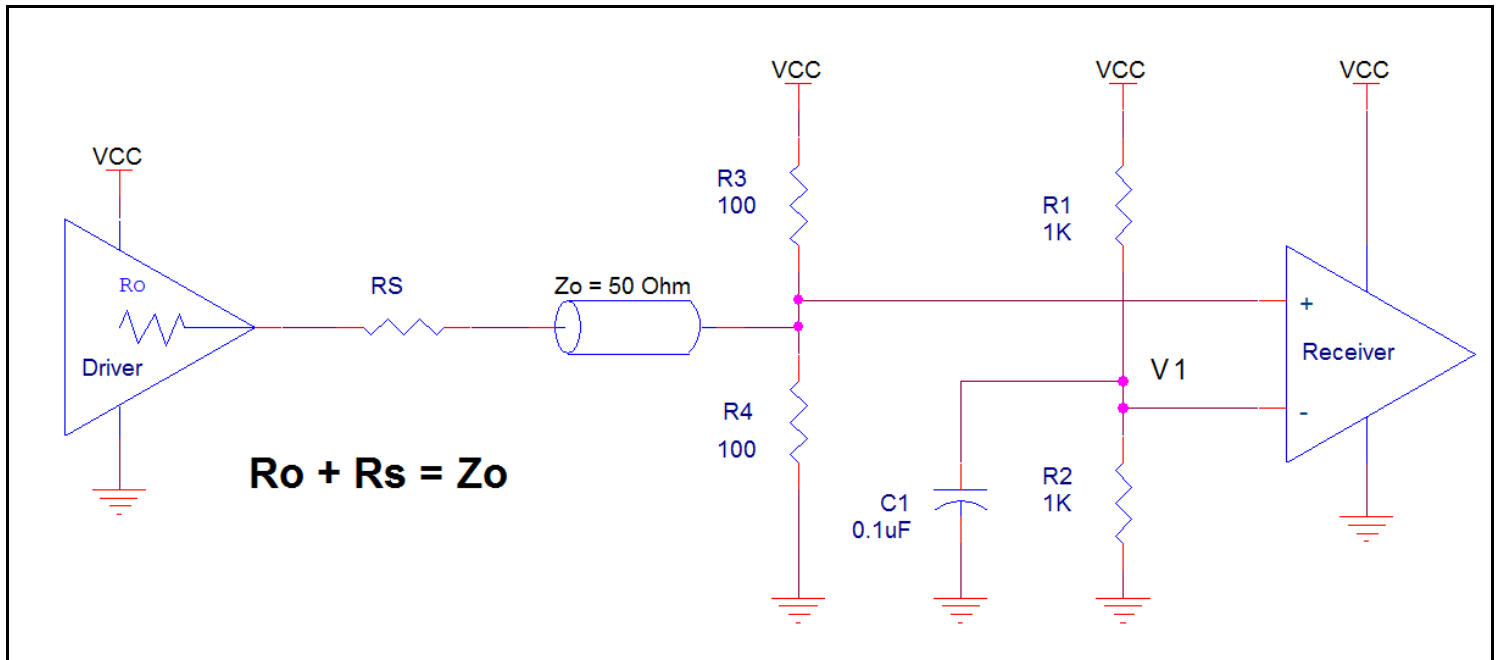 VCC
VCC
VCC
VCC
R3
100
R1
1K
Ro
RS
Zo = 50 Ohm
+
Driver
Receiver
V1
R4
100
-
Ro + Rs = Zo
R2
1K
C1
0.1uF